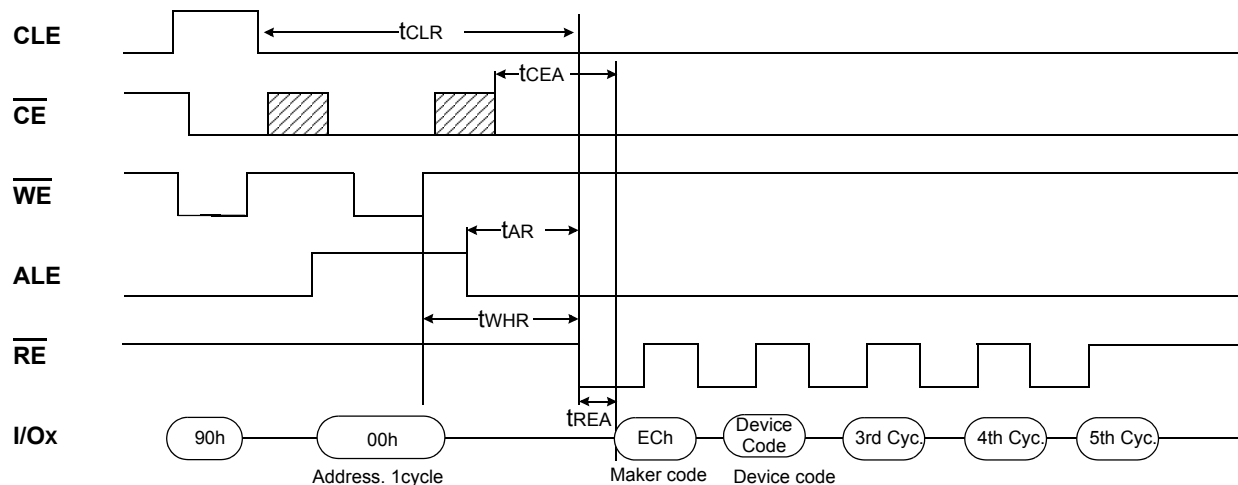 CLE
tCLR
tCEA
CE
WE
tAR
ALE
tWHR
RE
tREA
I/Ox
90h
00h
ECh
Device
Code
3rd Cyc.
4th Cyc.
5th Cyc.
Address. 1cycle
Maker code
Device code